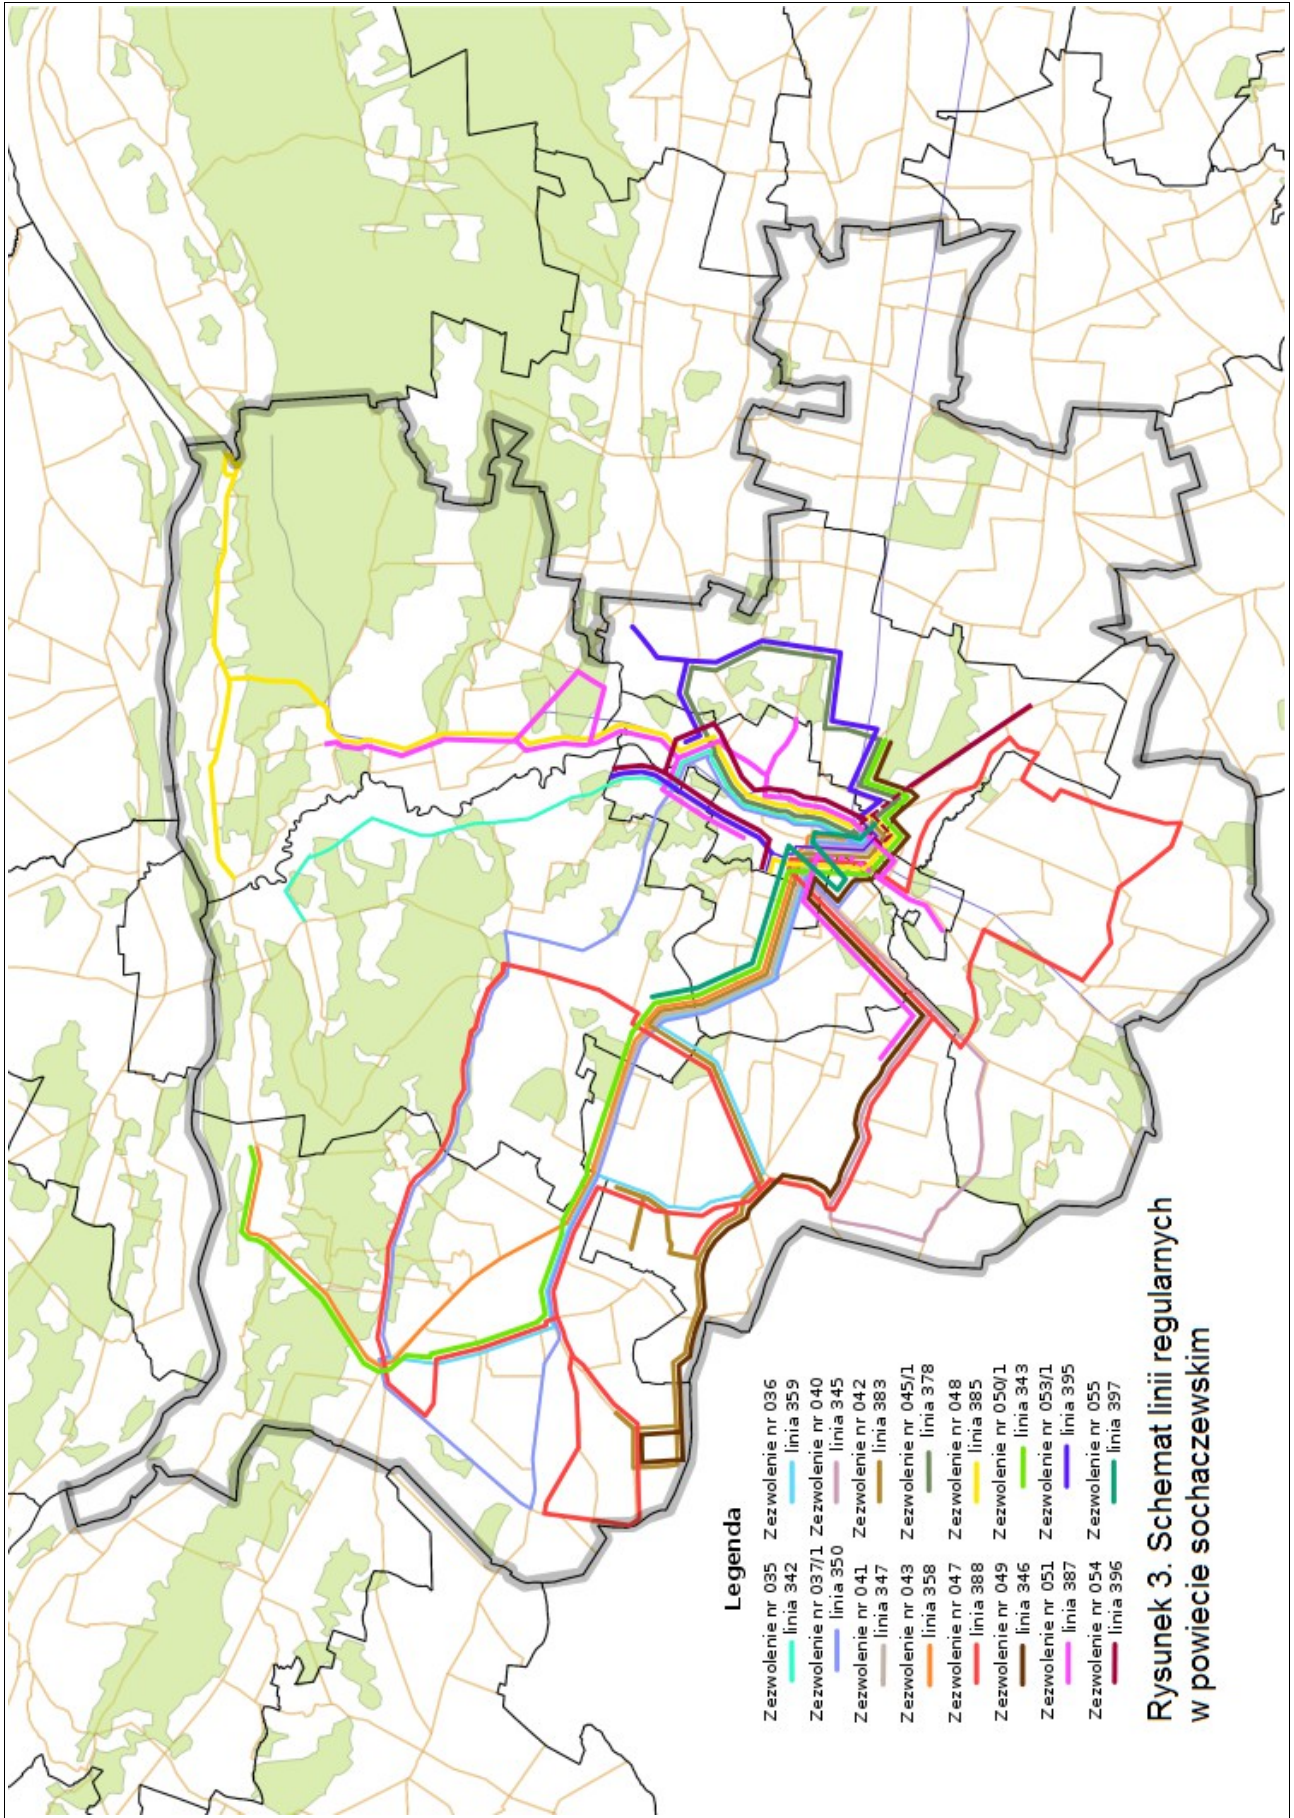 Legenda
Zezwolenie nr 035
linia 342
Zezwolenie nr 036
linia 359
Zezwolenie nr 037/1
linia 350
Zezwolenie nr 040
linia 345
Zezwolenie nr 041
linia 347
Zezwolenie nr 042
linia 383
Zezwolenie nr 043
linia 358
Zezwolenie nr 045/1
linia 378
Zezwolenie nr 047
linia 388
Zezwolenie nr 048
linia 385
Zezwolenie nr 049
linia 346
Zezwolenie nr 050/1
linia 343
Zezwolenie nr 051
linia 387
Zezwolenie nr 053/1
linia 395
Zezwolenie nr 054
linia 396
Zezwolenie nr 055
linia 397
Rysunek 3. Schemat linii regularnych
w powiecie sochaczewskim